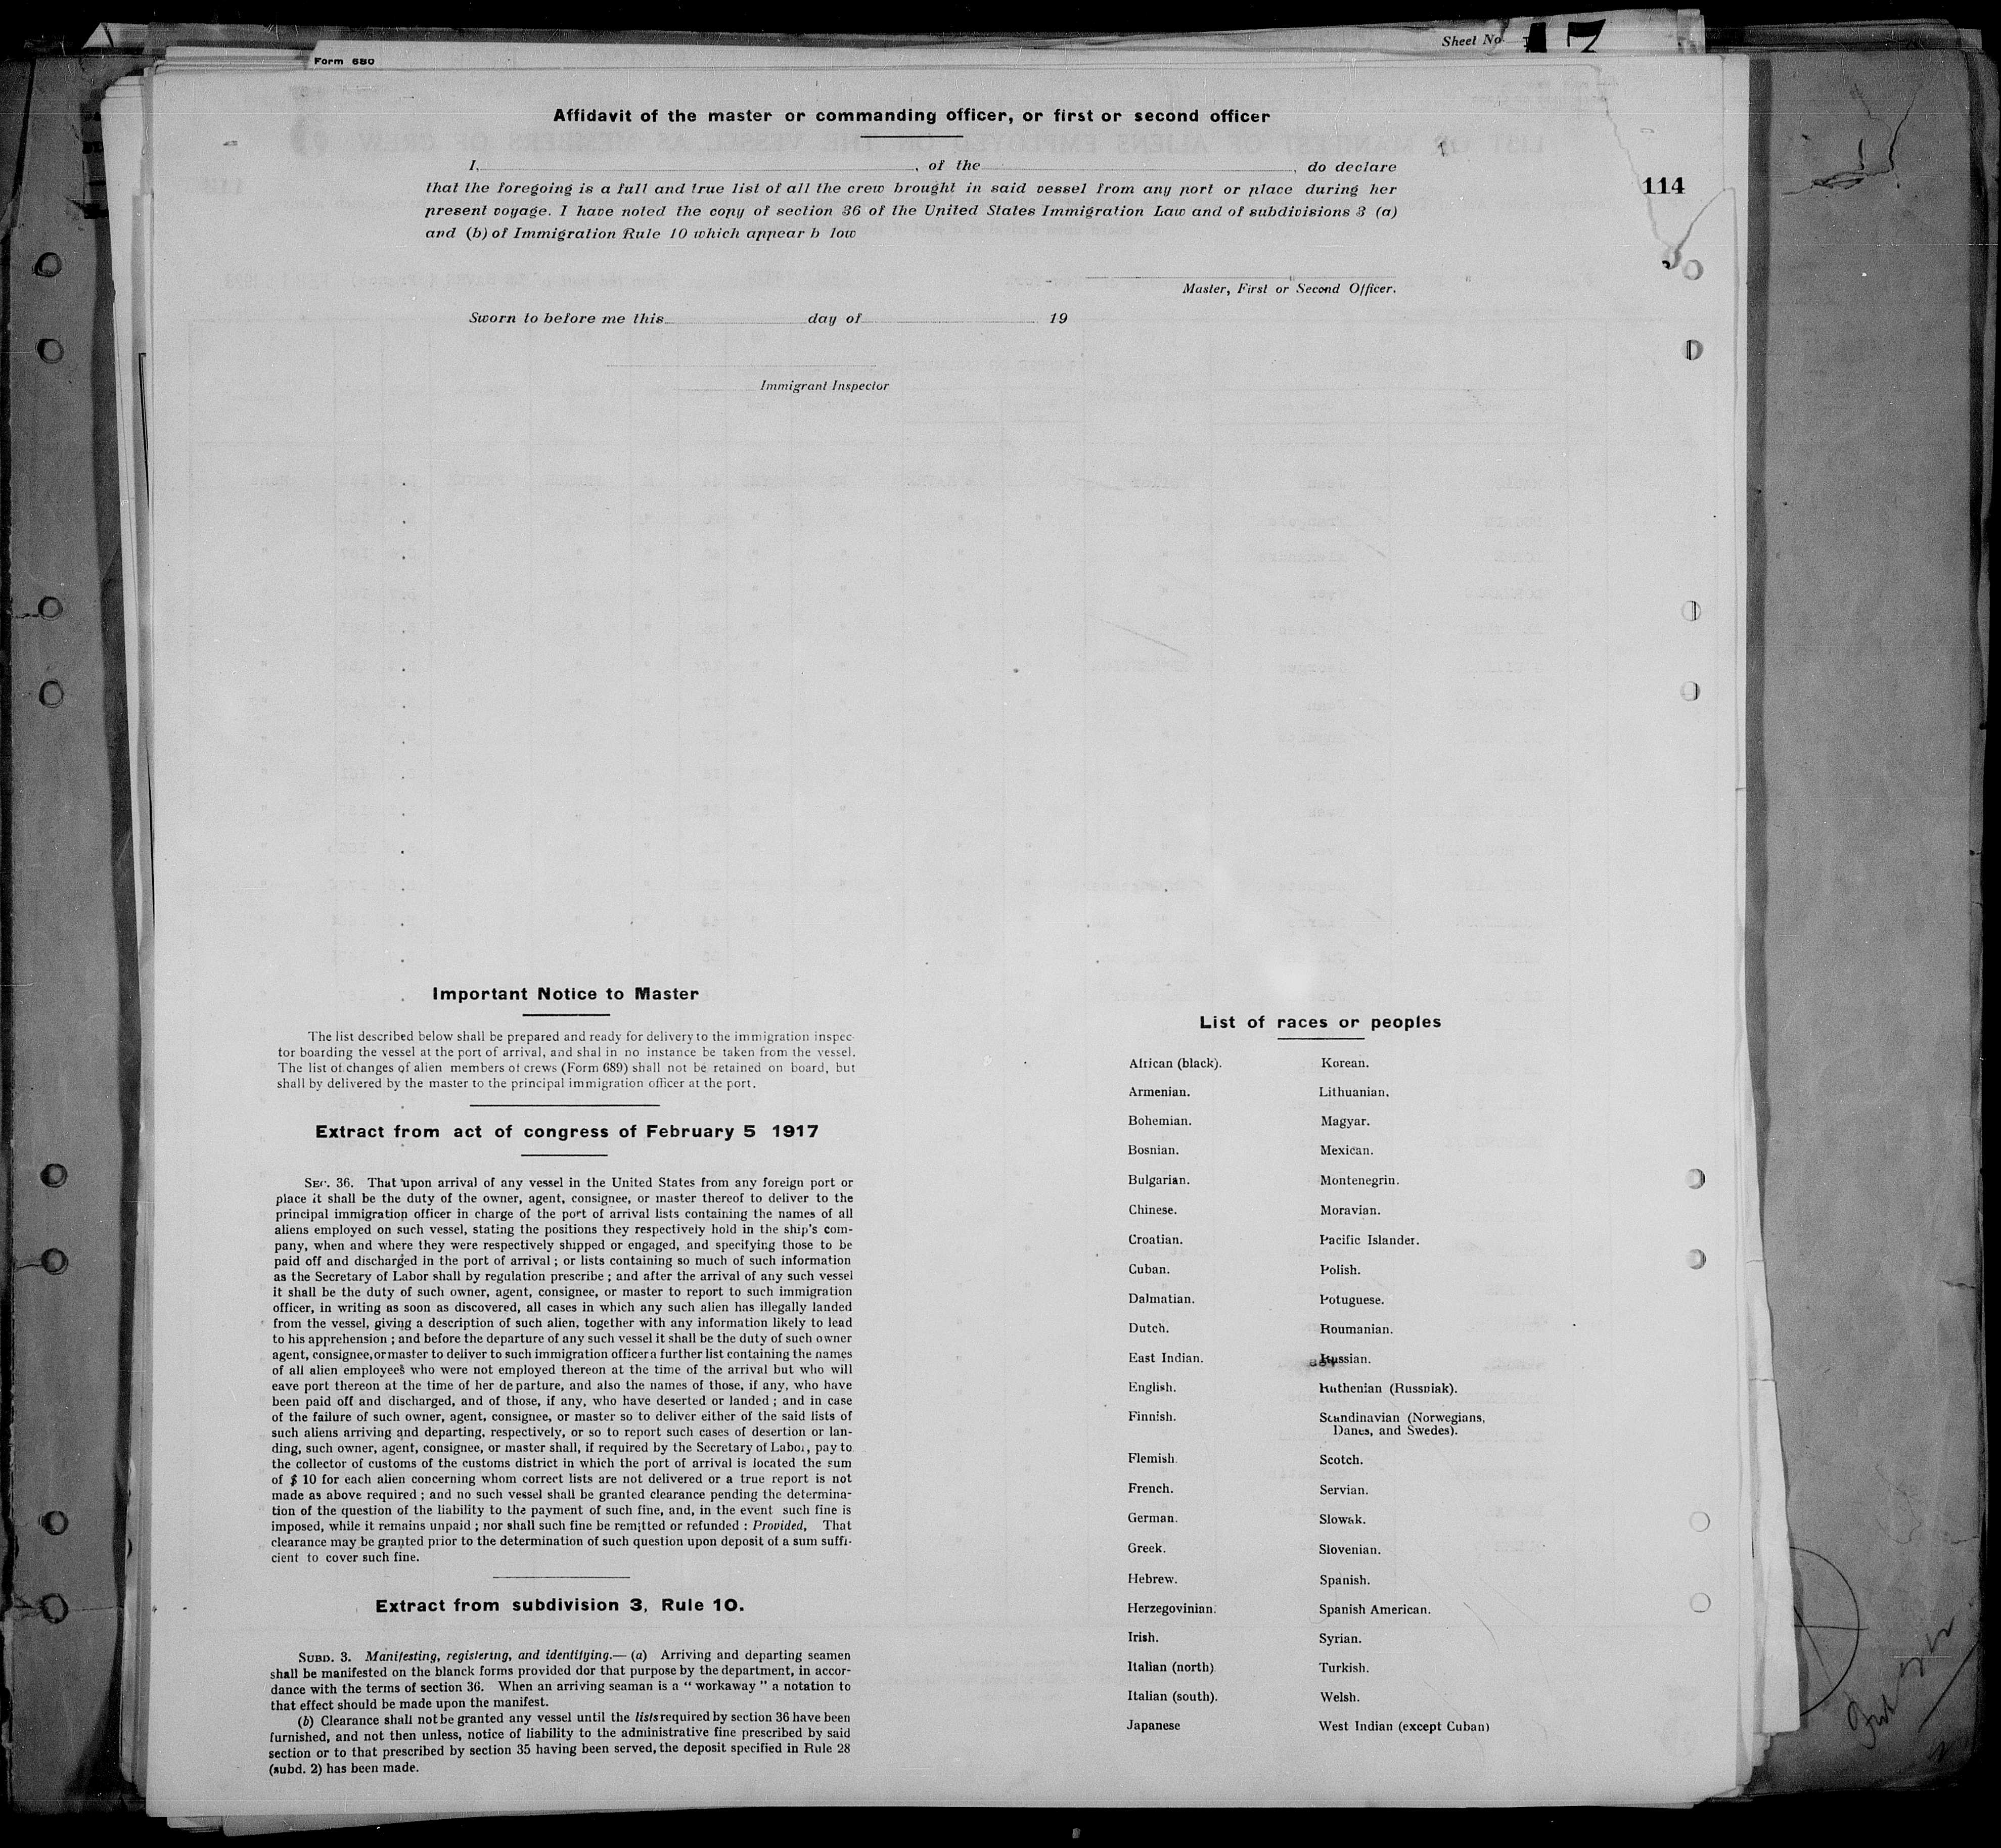 Form 680
Sheet No 17
Affidavit of the master or commanding officer, or first or second officer
I, , of the , do declare
that the foregoing is a full and true list of all the crew brought in said vessel from any port or place during her
present voyage. I have noted the copy of section 36 of the United States Immigration Law and of subdivisions 3 (a)
and (b) of Immigration Rule 10 which appear b low
114
Master, First or Second Officer.
Sworn to before me this day of 19
Immigrant Inspector
Important Notice to Master
The list described below shall be prepared and ready for delivery to the immigration inspec-
tor boarding the vessel at the port of arrival, and shal in no instance be taken from the vessel.
The list of changes of alien members of crews (Form 689) shall not be retained on board, but
shall by delivered by the master to the principal immigration officer at the port.
Extract from act of congress of February 5 1917
SEC. 36. That upon arrival of any vessel in the United States from any foreign port or
place it shall be the duty of the owner, agent, consignee, or master thereof to deliver to the
principal immigration officer in charge of the port of arrival lists containing the names of all
aliens employed on such vessel, stating the positions they respectively hold in the ship's com-
pany, when and where they were respectively shipped or engaged, and specifying those to be
paid off and discharged in the port of arrival ; or lists containing so much of such information
as the Secretary of Labor shall by regulation prescribe ; and after the arrival of any such vessel
it shall be the duty of such owner, agent, consignee, or master to report to such immigration
officer, in writing as soon as discovered, all cases in which any such alien has illegally landed
from the vessel, giving a description of such alien, together with any information likely to lead
to his apprehension ; and before the departure of any such vessel it shall be the duty of such owner
agent, consignee, or master to deliver to such immigration officer a further list containing the names
of all alien employees who were not employed thereon at the time of the arrival but who will
eave port thereon at the time of her departure, and also the names of those, if any, who have
been paid off and discharged, and of those, if any, who have deserted or landed ; and in case
of the failure of such owner, agent, consignee, or master so to deliver either of the said lists of
such aliens arriving and departing, respectively, or so to report such cases of desertion or lan-
ding, such owner, agent, consignee, or master shall, if required by the Secretary of Labor, pay to
the collector of customs of the customs district in which the port of arrival is located the sum
of $ 10 for each alien concerning whom correct lists are not delivered or a true report is not
made as above required ; and no such vessel shall be granted clearance pending the determina-
tion of the question of the liability to the payment of such fine, and, in the event such fine is
imposed, while it remains unpaid ; nor shall such fine be remitted or refunded : Provided, That
clearance may be granted prior to the determination of such question upon deposit of a sum suffi-
cient to cover such fine.
Extract from subdivision 3, Rule 10.
SUBD. 3. Manifesting, registering, and identifying.— (a) Arriving and departing seamen
shall be manifested on the blanck forms provided dor that purpose by the department, in accor-
dance with the terms of section 36. When an arriving seaman is a “ workaway ” a notation to
that effect should be made upon the manifest.
(b) Clearance shall not be granted any vessel until the lists required by section 36 have been
furnished, and not then unless, notice of liability to the administrative fine prescribed by said
section or to that prescribed by section 35 having been served, the deposit specified in Rule 28
(subd. 2) has been made.
List of races or peoples
African (black).
Armenian.
Bohemian.
Bosnian.
Bulgarian.
Chinese.
Croatian.
Cuban.
Dalmatian.
Dutch.
East Indian.
English.
Finnish.
Flemish.
French.
German.
Greek.
Hebrew.
Herzegovinian.
Irish.
Italian (north)
Italian (south).
Japanese
Korean.
Lithuanian.
Magyar.
Mexican.
Montenegrin.
Moravian.
Pacific Islander.
Polish.
Potuguese.
Roumanian.
Russian.
Ruthenian (Russniak).
Scandinavian (Norwegians,
Danes, and Swedes).
Scotch.
Servian.
Slowak.
Slovenian.
Spanish.
Spanish American.
Syrian.
Turkish.
Welsh.
West Indian (except Cuban)